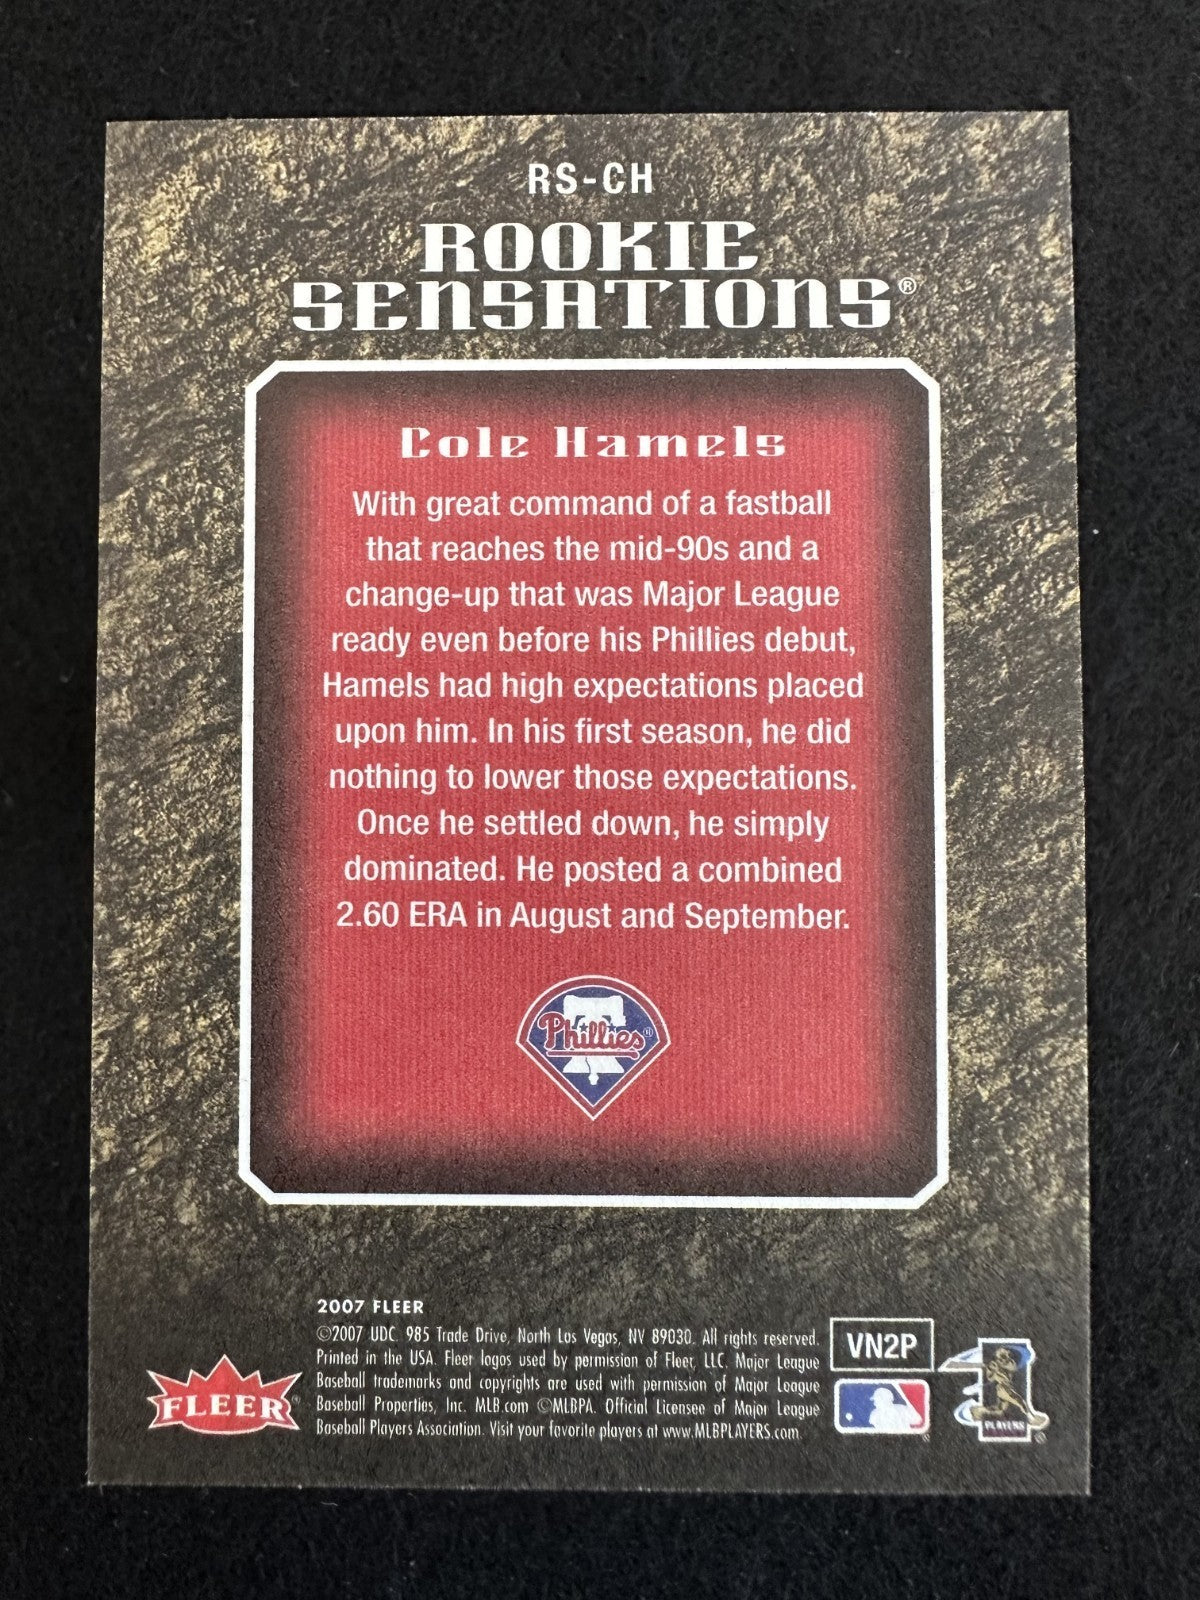 RS-CH
ROOKIE
SENSATIONS®
Cole Hamels
With great command of a fastball
that reaches the mid-90s and a
change-up that was Major League
ready even before his Phillies debut,
Hamels had high expectations placed
upon him. In his first season, he did
nothing to lower those expectations.
Once he settled down, he simply
dominated. He posted a combined
2.60 ERA in August and September.
Phillies®
2007 FLEER
©2007 UDC. 985 Trade Drive, North Las Vegas, NV 89030. All rights reserved.
Printed in the USA. Fleer logos used by permission of Fleer, LLC. Major League
Baseball trademarks and copyrights are used with permission of Major League
Baseball Properties, Inc. MLB.com ©MLBPA. Official Licensee of Major League
Baseball Players Association. Visit your favorite players at www.MLBPLAYERS.com.
FLEER®
VN2P
PLAYERS